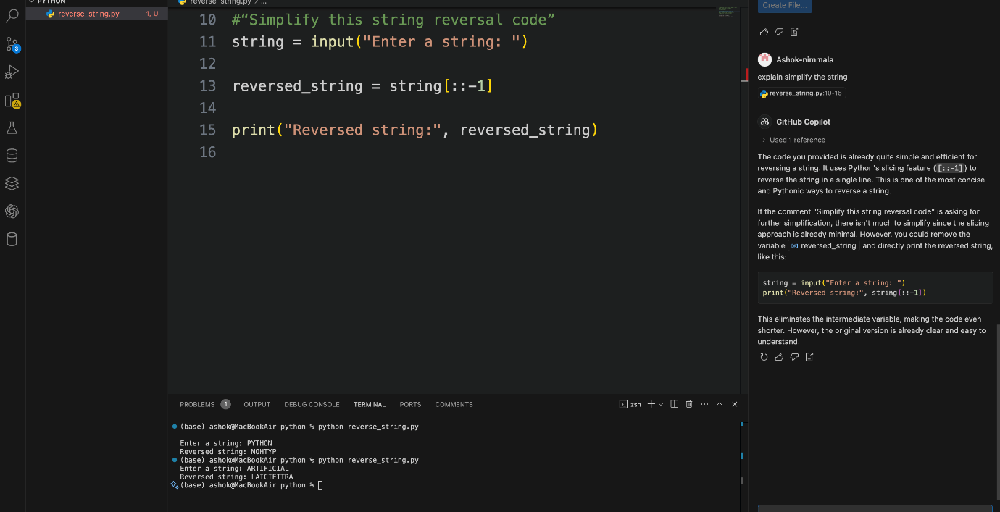 PYTHON
reverse_string.py 1, U
3
reverse_string.py > ...
10 #“Simplify this string reversal code”
11 string = input("Enter a string: ")
12
13 reversed_string = string[::-1]
14
15 print("Reversed string:", reversed_string)
16
PROBLEMS 1 OUTPUT DEBUG CONSOLE TERMINAL PORTS COMMENTS zsh
(base) ashok@MacBookAir python % python reverse_string.py
Enter a string: PYTHON
Reversed string: NOHTYP
(base) ashok@MacBookAir python % python reverse_string.py
Enter a string: ARTIFICIAL
Reversed string: LAICIFITRA
(base) ashok@MacBookAir python %
Create File...
Ashok-nimmala
explain simplify the string
reverse_string.py:10-16
GitHub Copilot
> Used 1 reference
The code you provided is already quite simple and efficient for
reversing a string. It uses Python's slicing feature ([::-1]) to
reverse the string in a single line. This is one of the most concise
and Pythonic ways to reverse a string.
If the comment "Simplify this string reversal code" is asking for
further simplification, there isn't much to simplify since the slicing
approach is already minimal. However, you could remove the
variable reversed_string and directly print the reversed string,
like this:
string = input("Enter a string: ")
print("Reversed string:", string[::-1])
This eliminates the intermediate variable, making the code even
shorter. However, the original version is already clear and easy to
understand.